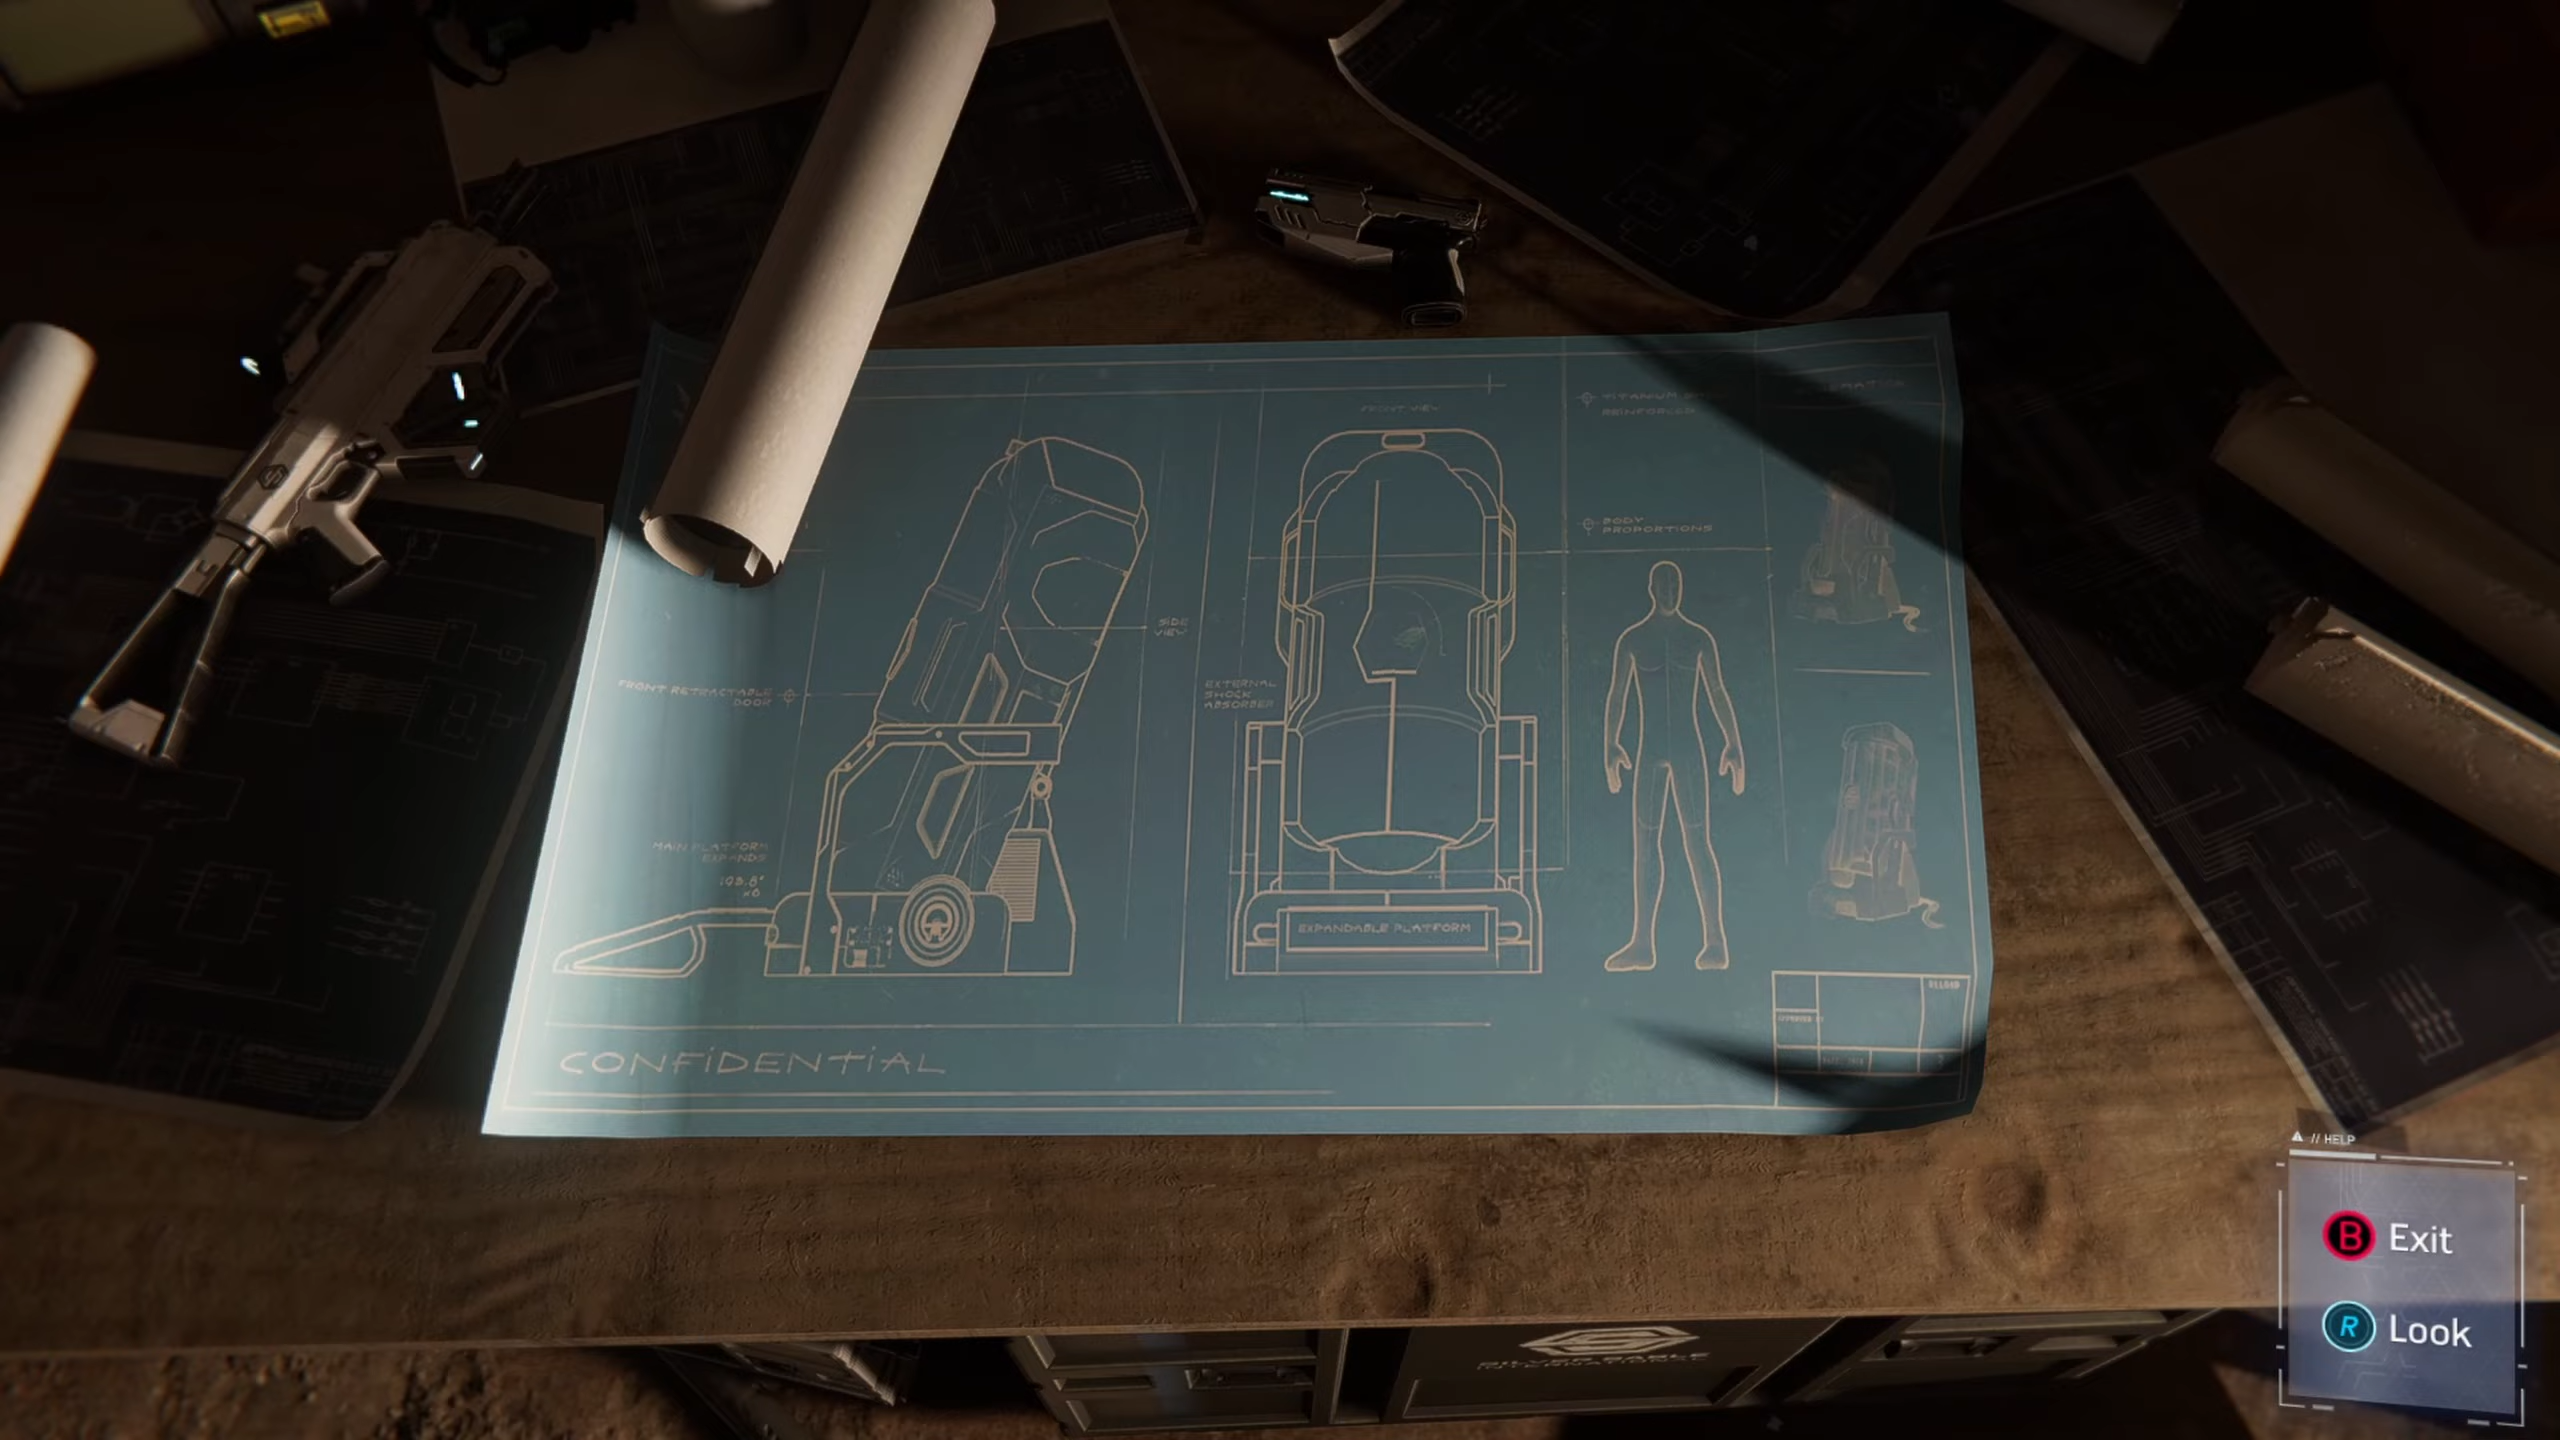 FRONT VIEW
TITANIUM
REINFORCED
BODY
PROPORTIONS
SIDE
VIEW
FRONT RETRACTABLE
DOOR
EXTERNAL
SHOCK
ABSORBER
MAIN PLATFORM
EXPANDS
EXPANDABLE PLATFORM
CONFIDENTIAL
// HELP
B Exit
R Look